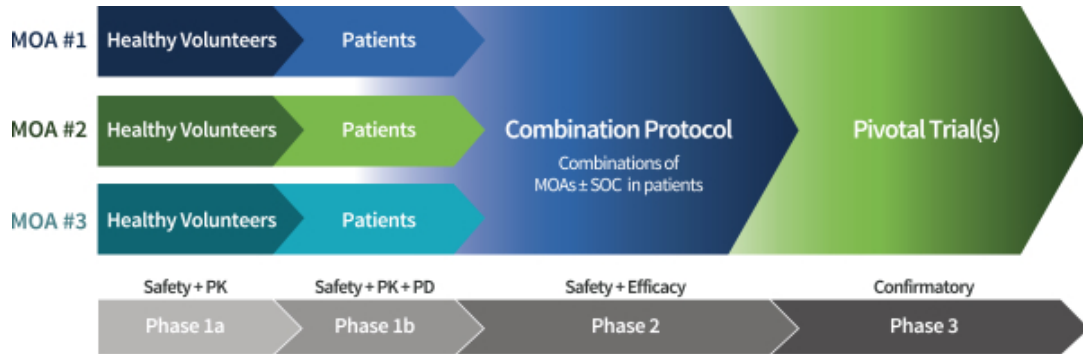 MOA #1 Healthy Volunteers Patients
MOA #2 Healthy Volunteers Patients
MOA #3 Healthy Volunteers Patients
Combination Protocol
Combinations of
MOAs ± SOC in patients
Pivotal Trial(s)
Safety + PK Safety + PK + PD Safety + Efficacy Confirmatory
Phase 1a Phase 1b Phase 2 Phase 3